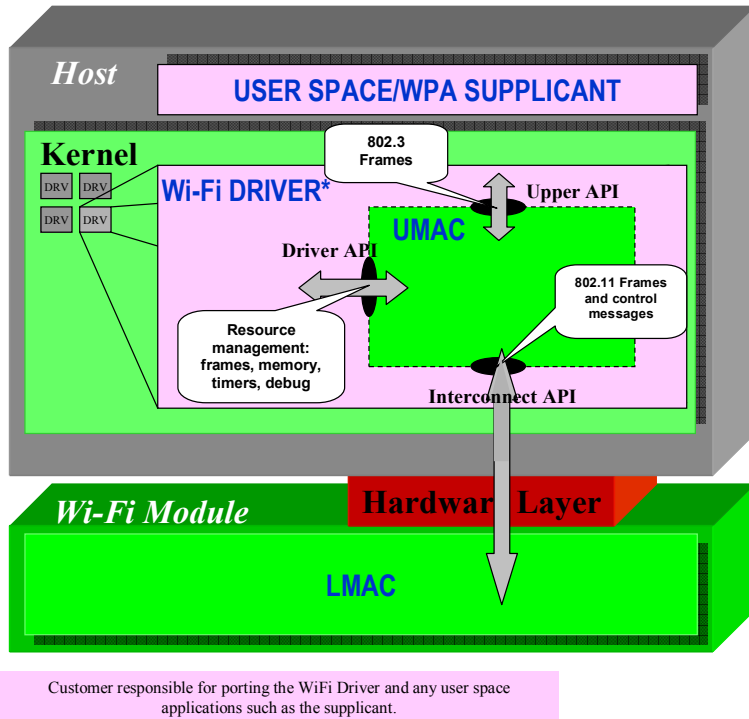 Host
USER SPACE/WPA SUPPLICANT
802.3
Frames
Kernel
DRV DRV
DRV DRV
Wi-Fi DRIVER*
Upper API
UMAC
Driver API
802.11 Frames
and control
messages
Resource
management:
frames, memory,
timers, debug
Interconnect API
Hardwar Layer
Wi-Fi Module
LMAC
Customer responsible for porting the WiFi Driver and any user space
applications such as the supplicant.